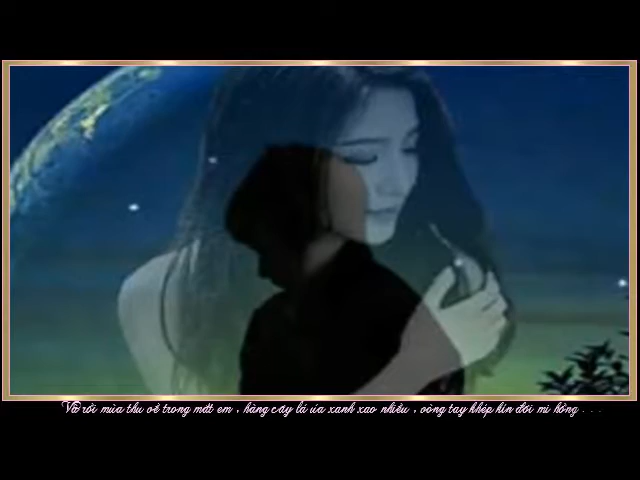 Và rồi mùa thu về trong mắt em , hàng cây lá úa xanh xao nhiều , vòng tay khép kín đôi mi hồng . . .